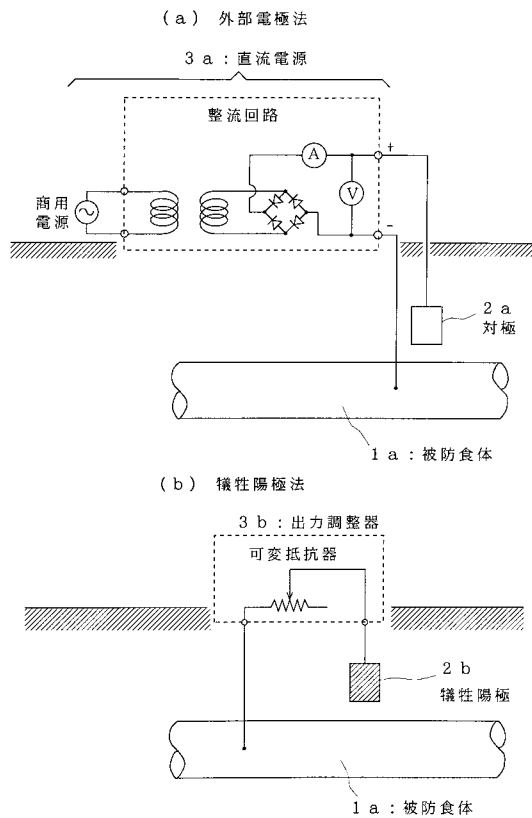 (a) 外部電極法
3a:直流電源
整流回路
A
+
V
商用
電源
−
2a
対極
1a:被防食体
(b) 犠牲陽極法
3b:出力調整器
可変抵抗器
2b
犠牲陽極
1a:被防食体